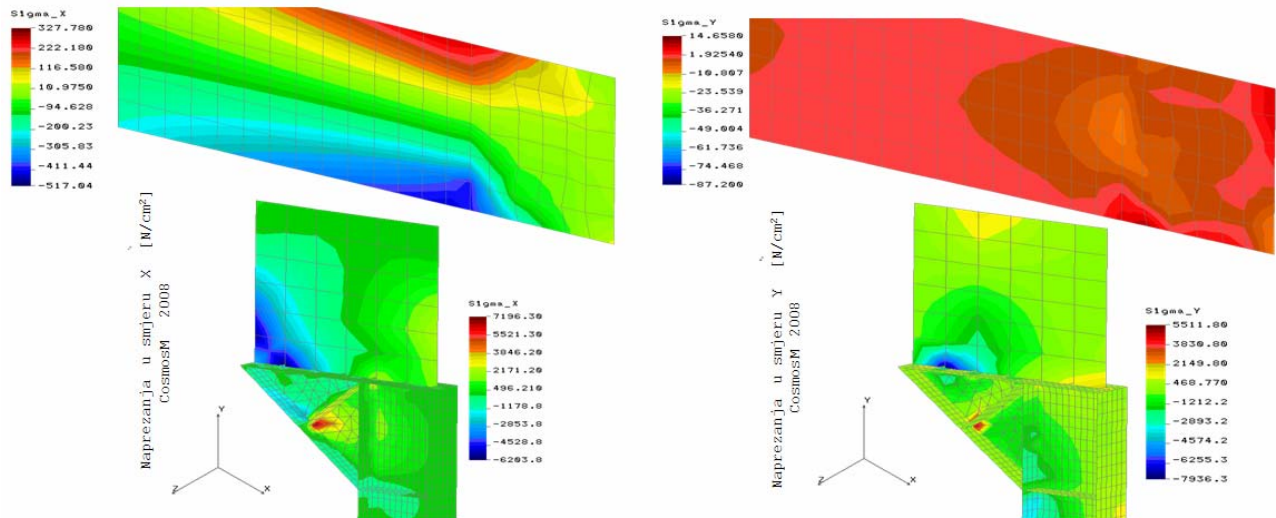 Sigma_X
327.780
222.180
116.580
10.9750
-94.628
-200.23
-305.83
-411.44
-517.04
Naprezanja u smjeru X [N/cm²]
CosmosM 2008
Sigma_X
7196.30
5521.30
3846.20
2171.20
496.210
-1178.8
-2853.8
-4528.8
-6203.8
Y
Z
X
Sigma_Y
14.6580
1.92540
-10.807
-23.539
-36.271
-49.004
-61.736
-74.468
-87.200
Naprezanja u smjeru Y [N/cm²]
CosmosM 2008
Sigma_Y
5511.80
3830.80
2149.80
468.770
-1212.2
-2893.2
-4574.2
-6255.3
-7936.3
Y
Z
X